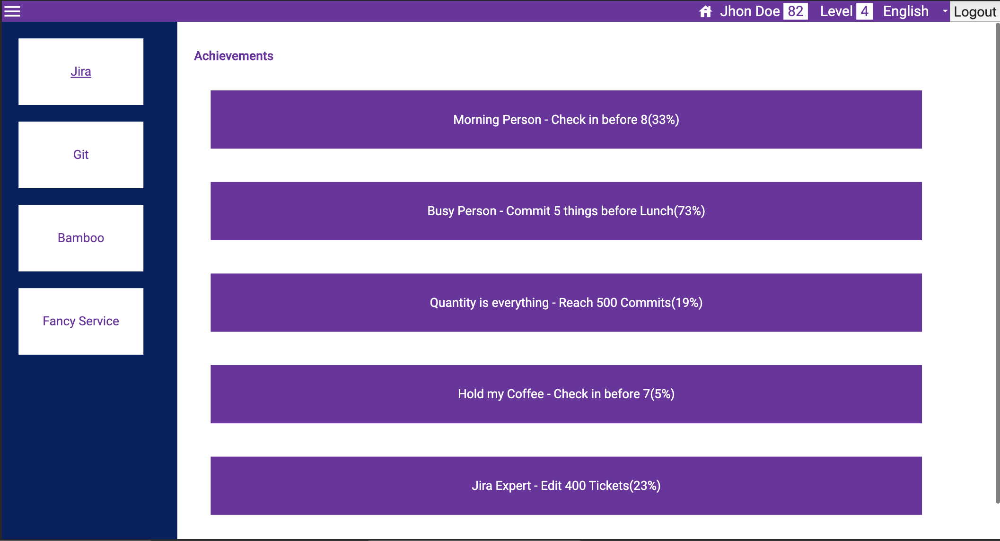 Jhon Doe 82 Level 4 English Logout
Jira
Git
Bamboo
Fancy Service
Achievements
Morning Person - Check in before 8(33%)
Busy Person - Commit 5 things before Lunch(73%)
Quantity is everything - Reach 500 Commits(19%)
Hold my Coffee - Check in before 7(5%)
Jira Expert - Edit 400 Tickets(23%)